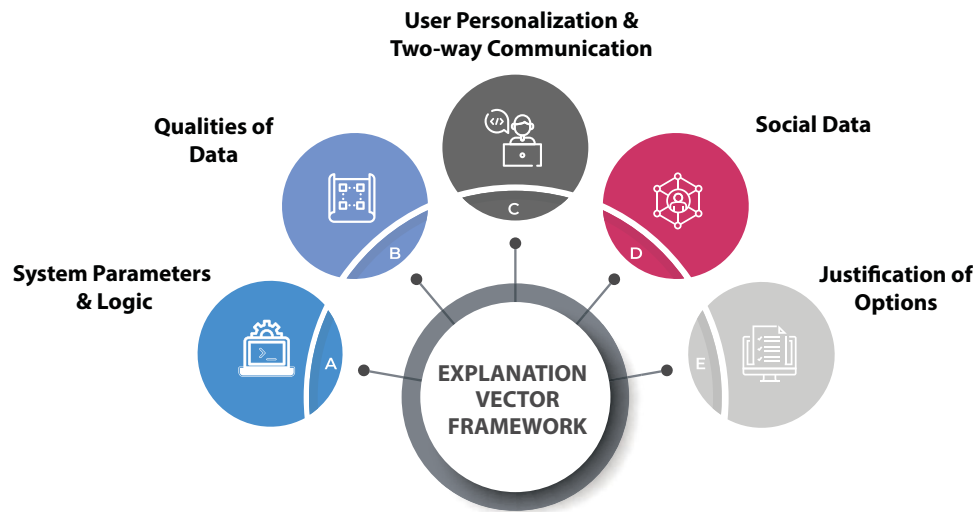 User Personalization &
Two-way Communication
Qualities of
Data
Social Data
System Parameters
& Logic
Justification of
Options
A
B
</>
C
D
E
>_
EXPLANATION
VECTOR
FRAMEWORK